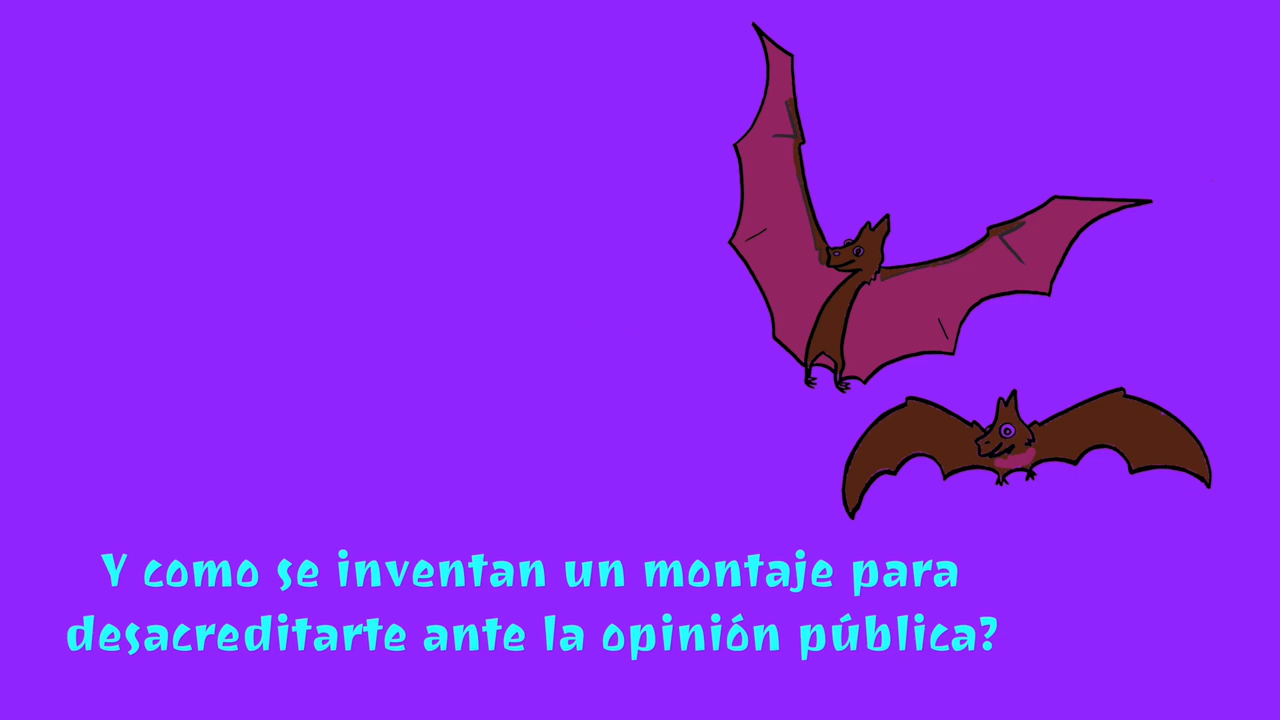 Y como se inventan un montaje para
desacreditarte ante la opinión pública?